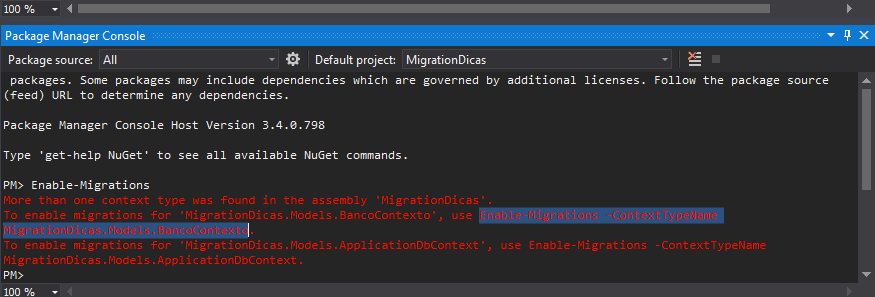 100 %
Package Manager Console
Package source: All Default project: MigrationDicas
packages. Some packages may include dependencies which are governed by additional licenses. Follow the package source
(feed) URL to determine any dependencies.
Package Manager Console Host Version 3.4.0.798
Type 'get-help NuGet' to see all available NuGet commands.
PM> Enable-Migrations
More than one context type was found in the assembly 'MigrationDicas'.
To enable migrations for 'MigrationDicas.Models.BancoContexto', use Enable-Migrations -ContextTypeName
MigrationDicas.Models.BancoContexto.
To enable migrations for 'MigrationDicas.Models.ApplicationDbContext', use Enable-Migrations -ContextTypeName
MigrationDicas.Models.ApplicationDbContext.
PM>
100 %